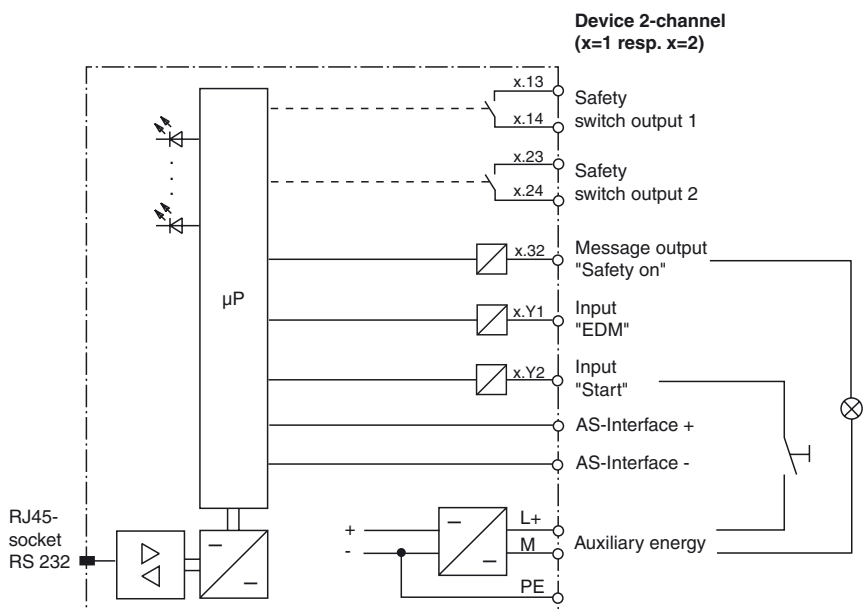 Device 2-channel
(x=1 resp. x=2)
x.13
Safety
switch output 1
x.14
x.23
Safety
switch output 2
x.24
x.32
Message output
"Safety on"
µP
x.Y1
Input
"EDM"
x.Y2
Input
"Start"
AS-Interface +
AS-Interface -
RJ45-
socket
RS 232
+
-
L+
M
Auxiliary energy
PE